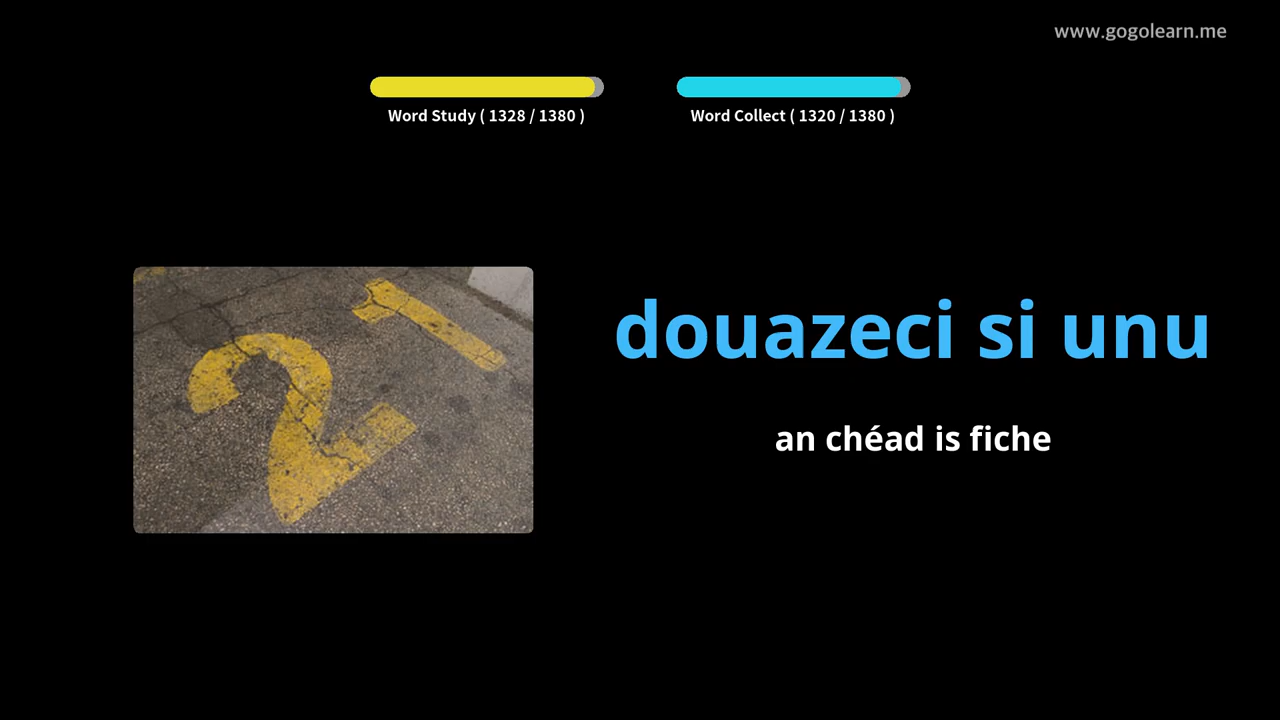 www.gogolearn.me
Word Study ( 1328 / 1380 )
Word Collect ( 1320 / 1380 )
21
douazeci si unu
an chéad is fiche